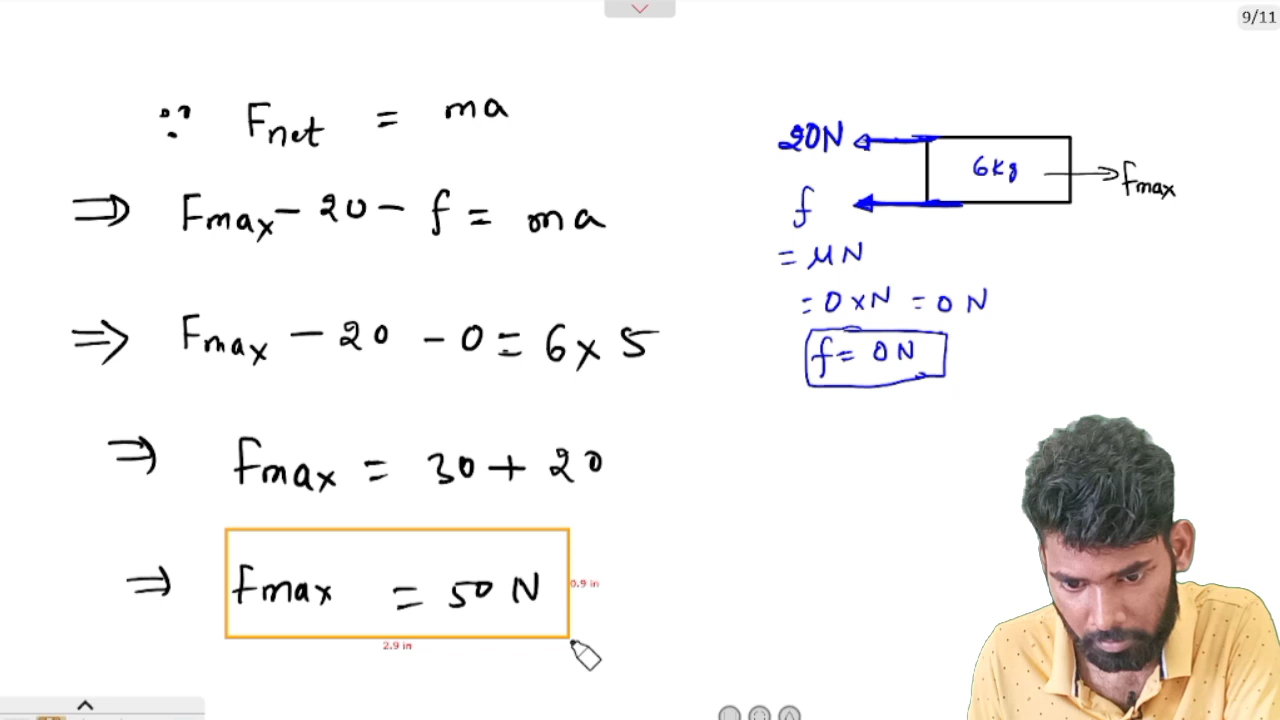 9/11
∵ Fnet = ma
⇒ Fmax - 20 - f = ma
⇒ Fmax - 20 - 0 = 6 x 5
⇒ Fmax = 30 + 20
⇒ Fmax = 50 N
0.9 in
2.9 in
20N
6kg
Fmax
f
= μN
= 0 x N = 0 N
f = 0 N